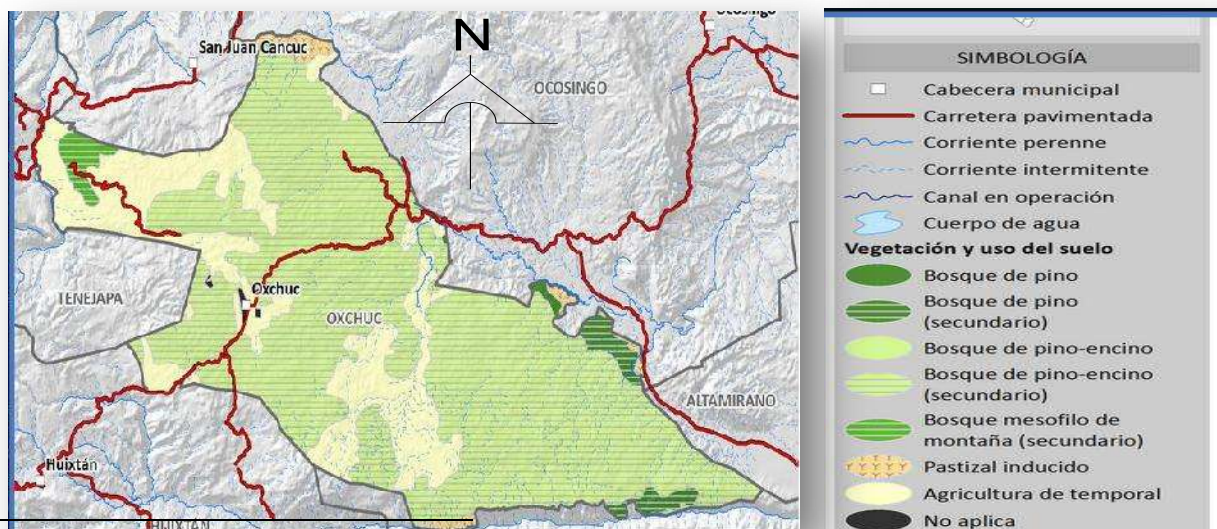 Ocosingo
San Juan Cancuc
N
OCOSINGO
TENEJAPA
Oxchuc
OXCHUC
ALTAMIRANO
Huixtán
HUIXTÁN
SIMBOLOGÍA
Cabecera municipal
Carretera pavimentada
Corriente perenne
Corriente intermitente
Canal en operación
Cuerpo de agua
Vegetación y uso del suelo
Bosque de pino
Bosque de pino
(secundario)
Bosque de pino-encino
Bosque de pino-encino
(secundario)
Bosque mesofilo de
montaña (secundario)
Pastizal inducido
Agricultura de temporal
No aplica